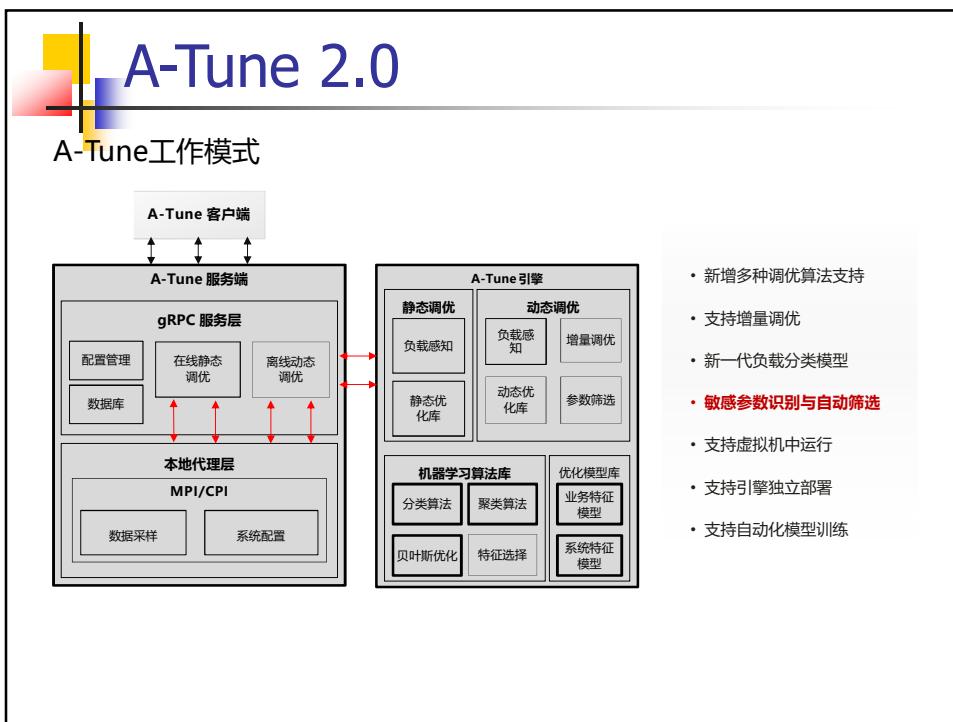 A-Tune 2.0
A-Tune工作模式
A-Tune 客户端
A-Tune 服务端
gRPC 服务层
配置管理
数据库
在线静态
调优
离线动态
调优
本地代理层
MPI/CPI
数据采样
系统配置
A-Tune 引擎
静态调优
负载感知
静态优
化库
动态调优
负载感
知
增量调优
动态优
化库
参数筛选
机器学习算法库
分类算法
聚类算法
贝叶斯优化
特征选择
优化模型库
业务特征
模型
系统特征
模型
• 新增多种调优算法支持
• 支持增量调优
• 新一代负载分类模型
• 敏感参数识别与自动筛选
• 支持虚拟机中运行
• 支持引擎独立部署
• 支持自动化模型训练